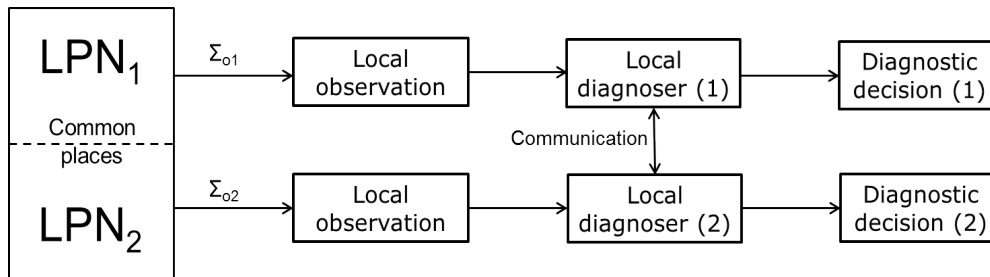 LPN₁
Common
places
LPN₂
Σₒ₁
Local
observation
Local
diagnoser (1)
Diagnostic
decision (1)
Communication
Σₒ₂
Local
observation
Local
diagnoser (2)
Diagnostic
decision (2)